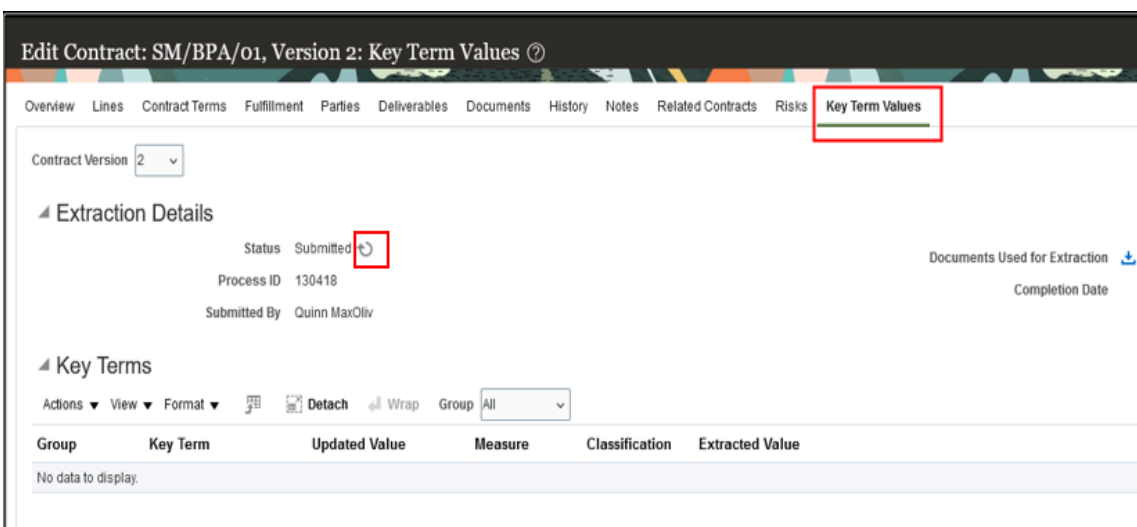 Edit Contract: SM/BPA/01, Version 2: Key Term Values
Overview Lines Contract Terms Fulfillment Parties Deliverables Documents History Notes Related Contracts Risks Key Term Values
Contract Version 2
Extraction Details
Status Submitted
Documents Used for Extraction
Process ID 130418
Completion Date
Submitted By Quinn MaxOliv
Key Terms
Actions View Format Detach Wrap Group All
Group Key Term Updated Value Measure Classification Extracted Value
No data to display.